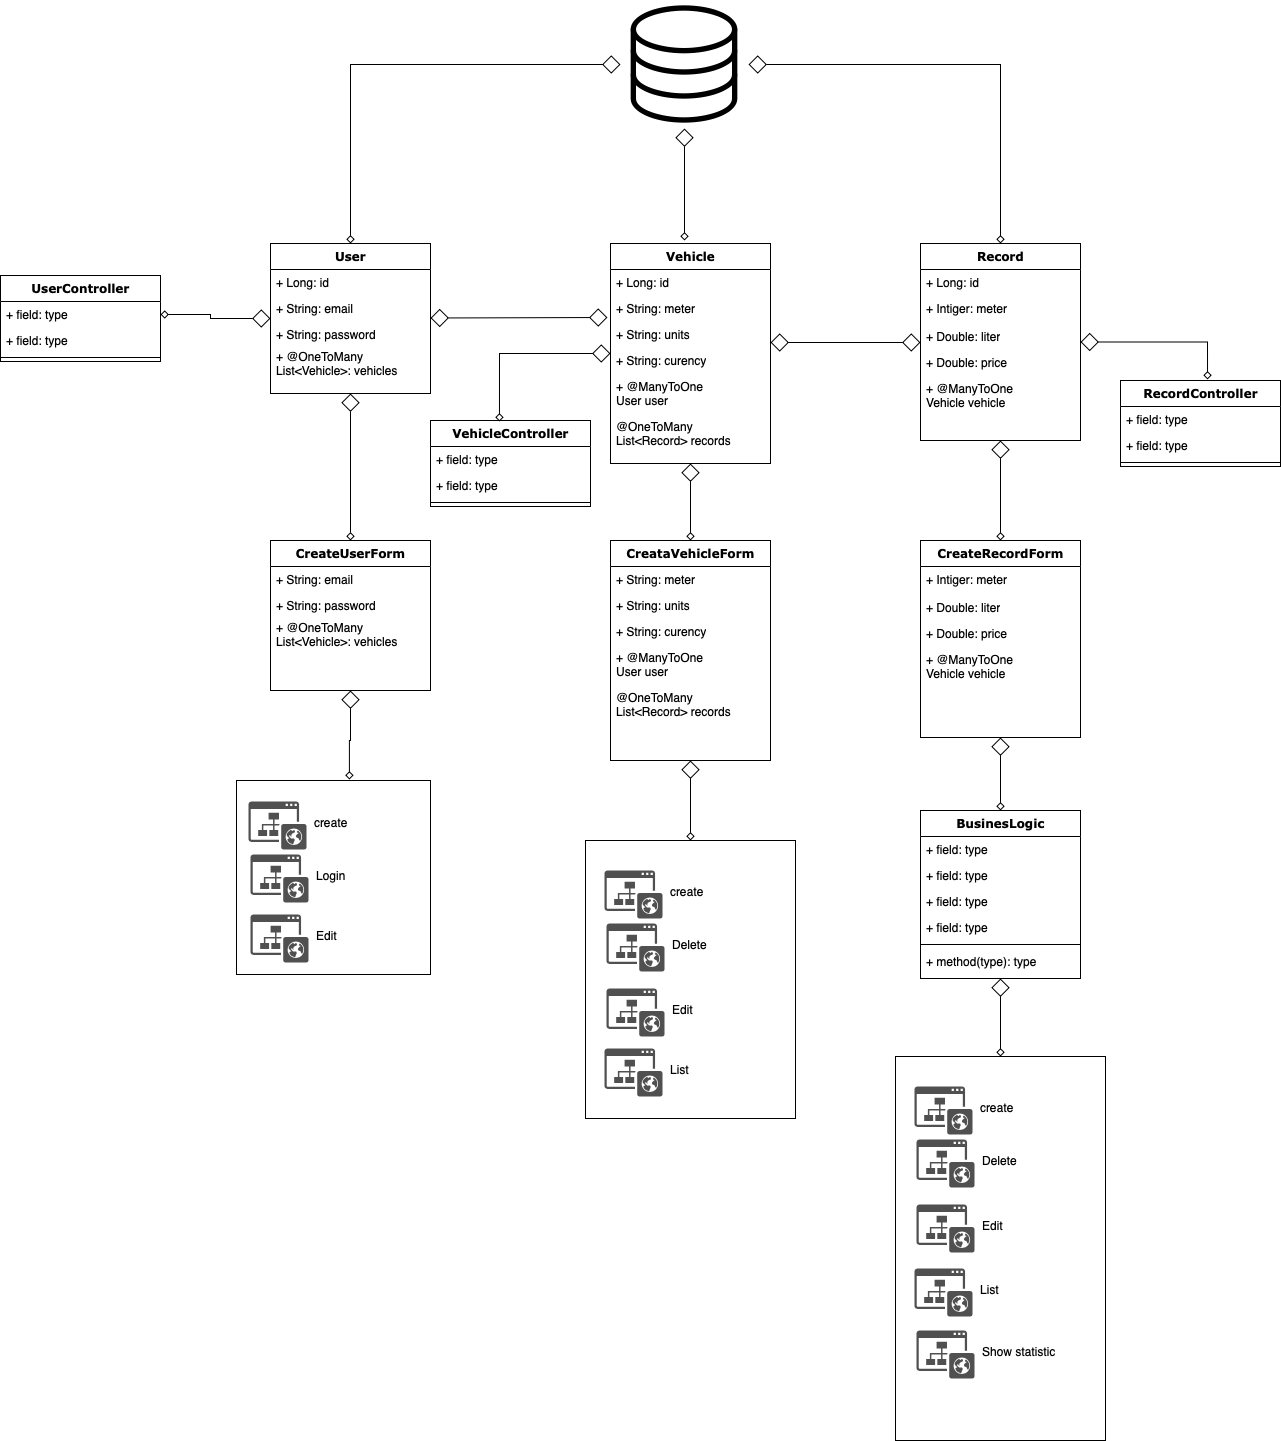 User
+ Long: id
+ String: email
+ String: password
+ @OneToMany
List<Vehicle>: vehicles
Vehicle
+ Long: id
+ String: meter
+ String: units
+ String: curency
+ @ManyToOne
User user
@OneToMany
List<Record> records
Record
+ Long: id
+ Intiger: meter
+ Double: liter
+ Double: price
+ @ManyToOne
Vehicle vehicle
UserController
+ field: type
+ field: type
VehicleController
+ field: type
+ field: type
RecordController
+ field: type
+ field: type
CreateUserForm
+ String: email
+ String: password
+ @OneToMany
List<Vehicle>: vehicles
CreataVehicleForm
+ String: meter
+ String: units
+ String: curency
+ @ManyToOne
User user
@OneToMany
List<Record> records
CreateRecordForm
+ Intiger: meter
+ Double: liter
+ Double: price
+ @ManyToOne
Vehicle vehicle
create
Login
Edit
create
Delete
Edit
List
BusinesLogic
+ field: type
+ field: type
+ field: type
+ field: type
+ method(type): type
create
Delete
Edit
List
Show statistic